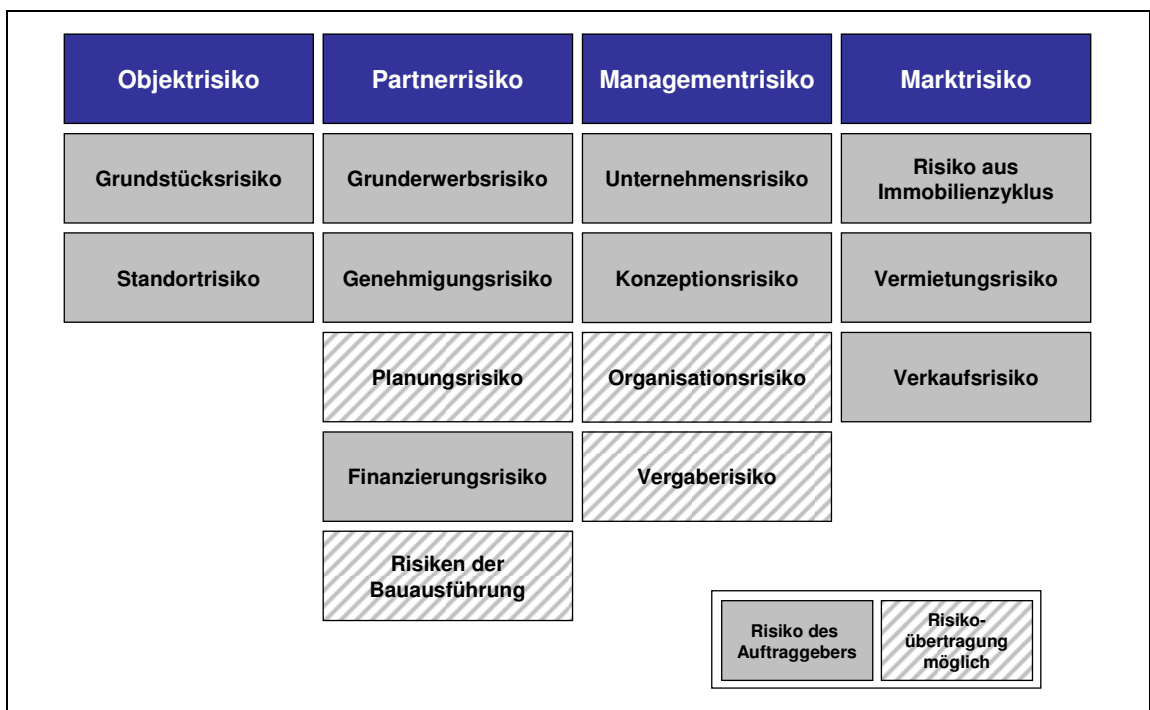 Objektrisiko
Partnerrisiko
Managementrisiko
Marktrisiko
Grundstücksrisiko
Grunderwerbsrisiko
Unternehmensrisiko
Risiko aus
Immobilienzyklus
Standortrisiko
Genehmigungsrisiko
Konzeptionsrisiko
Vermietungsrisiko
Planungsrisiko
Organisationsrisiko
Verkaufsrisiko
Finanzierungsrisiko
Vergaberisiko
Risiken der
Bauausführung
Risiko des
Auftraggebers
Risiko-
übertragung
möglich